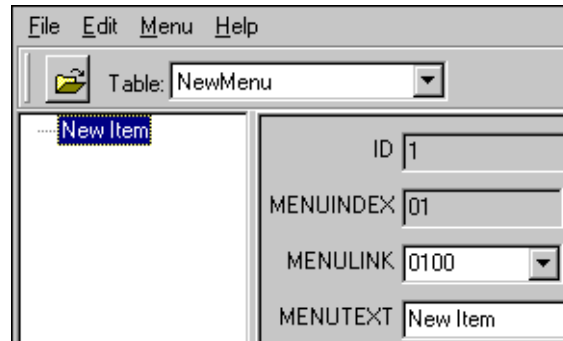 File Edit Menu Help
Table: NewMenu
New Item
ID 1
MENUINDEX 01
MENULINK 0100
MENUTEXT New Item